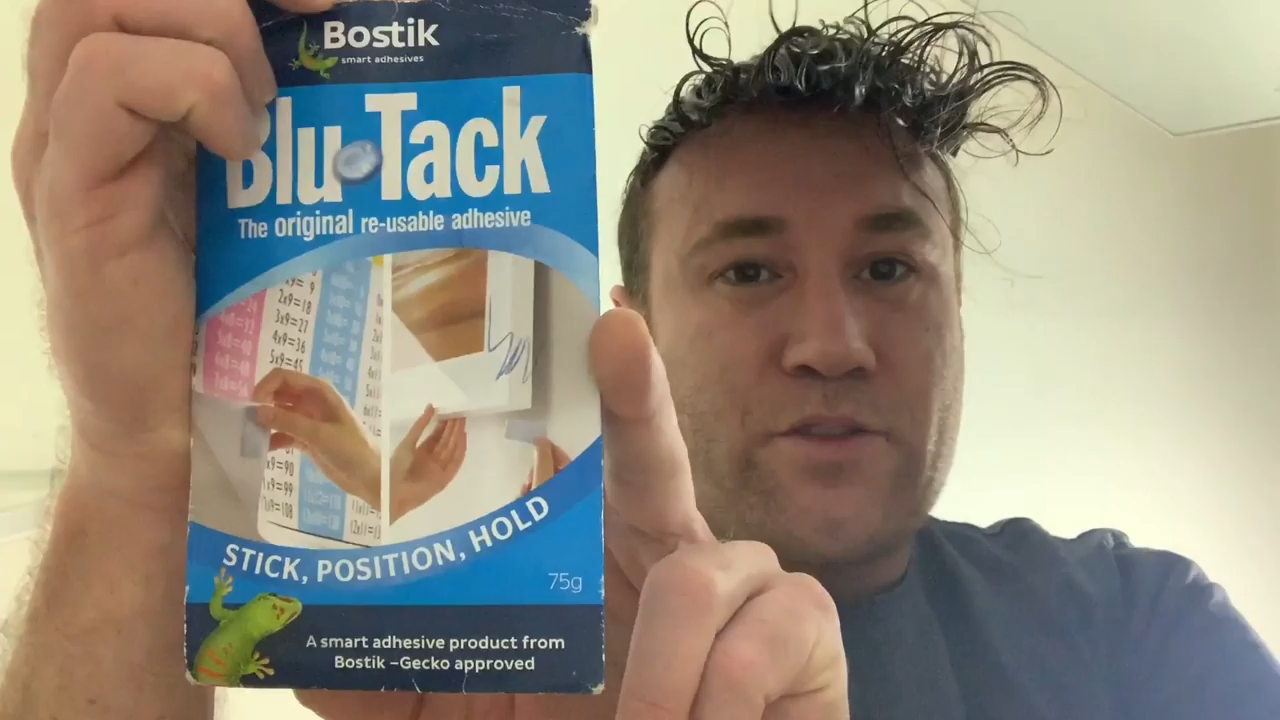 Bostik
smart adhesives
Blu Tack
The original re-usable adhesive
2x9=18
3x9=27
4x9=36
5x9=45
STICK, POSITION, HOLD
75g
A smart adhesive product from
Bostik –Gecko approved